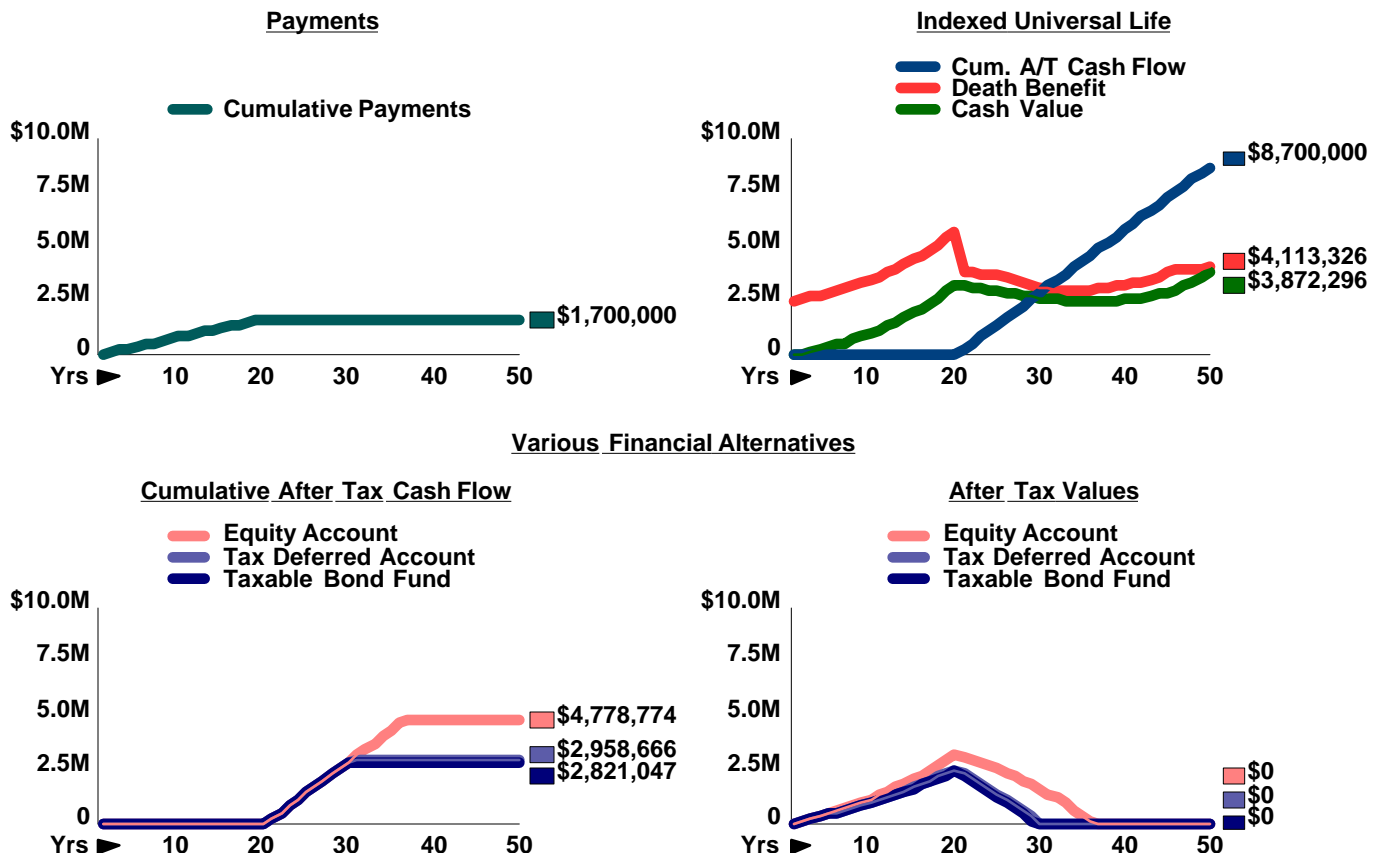 Payments
Cumulative Payments
$10.0M
7.5M
5.0M
2.5M
0
$1,700,000
Yrs 10 20 30 40 50
Indexed Universal Life
Cum. A/T Cash Flow
Death Benefit
Cash Value
$10.0M
7.5M
5.0M
2.5M
0
$8,700,000
$4,113,326
$3,872,296
Yrs 10 20 30 40 50
Various Financial Alternatives
Cumulative After Tax Cash Flow
Equity Account
Tax Deferred Account
Taxable Bond Fund
$10.0M
7.5M
5.0M
2.5M
0
$4,778,774
$2,958,666
$2,821,047
Yrs 10 20 30 40 50
After Tax Values
Equity Account
Tax Deferred Account
Taxable Bond Fund
$10.0M
7.5M
5.0M
2.5M
0
$0
$0
$0
Yrs 10 20 30 40 50